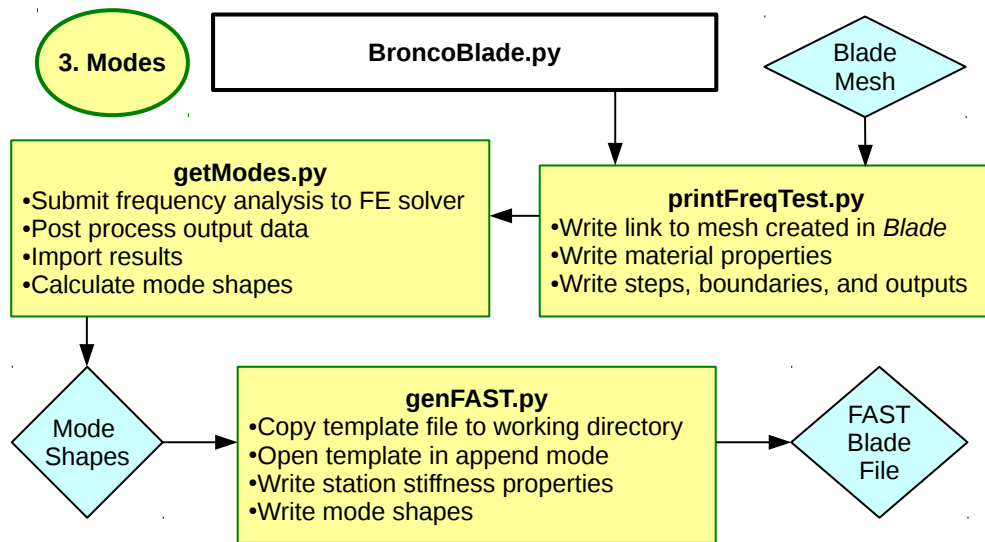 3. Modes
BroncoBlade.py
Blade
Mesh
getModes.py
•Submit frequency analysis to FE solver
•Post process output data
•Import results
•Calculate mode shapes
printFreqTest.py
•Write link to mesh created in Blade
•Write material properties
•Write steps, boundaries, and outputs
Mode
Shapes
genFAST.py
•Copy template file to working directory
•Open template in append mode
•Write station stiffness properties
•Write mode shapes
FAST
Blade
File